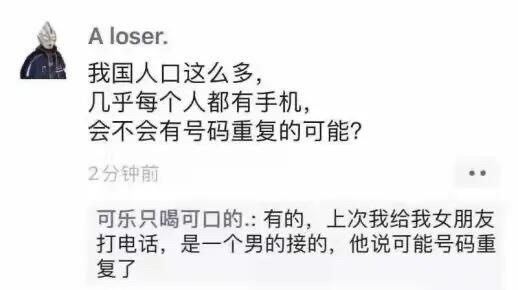 A loser.
我国人口这么多，
几乎每个人都有手机，
会不会有号码重复的可能？
2分钟前
可乐只喝可口的.: 有的，上次我给我女朋友
打电话，是一个男的接的，他说可能号码重
复了